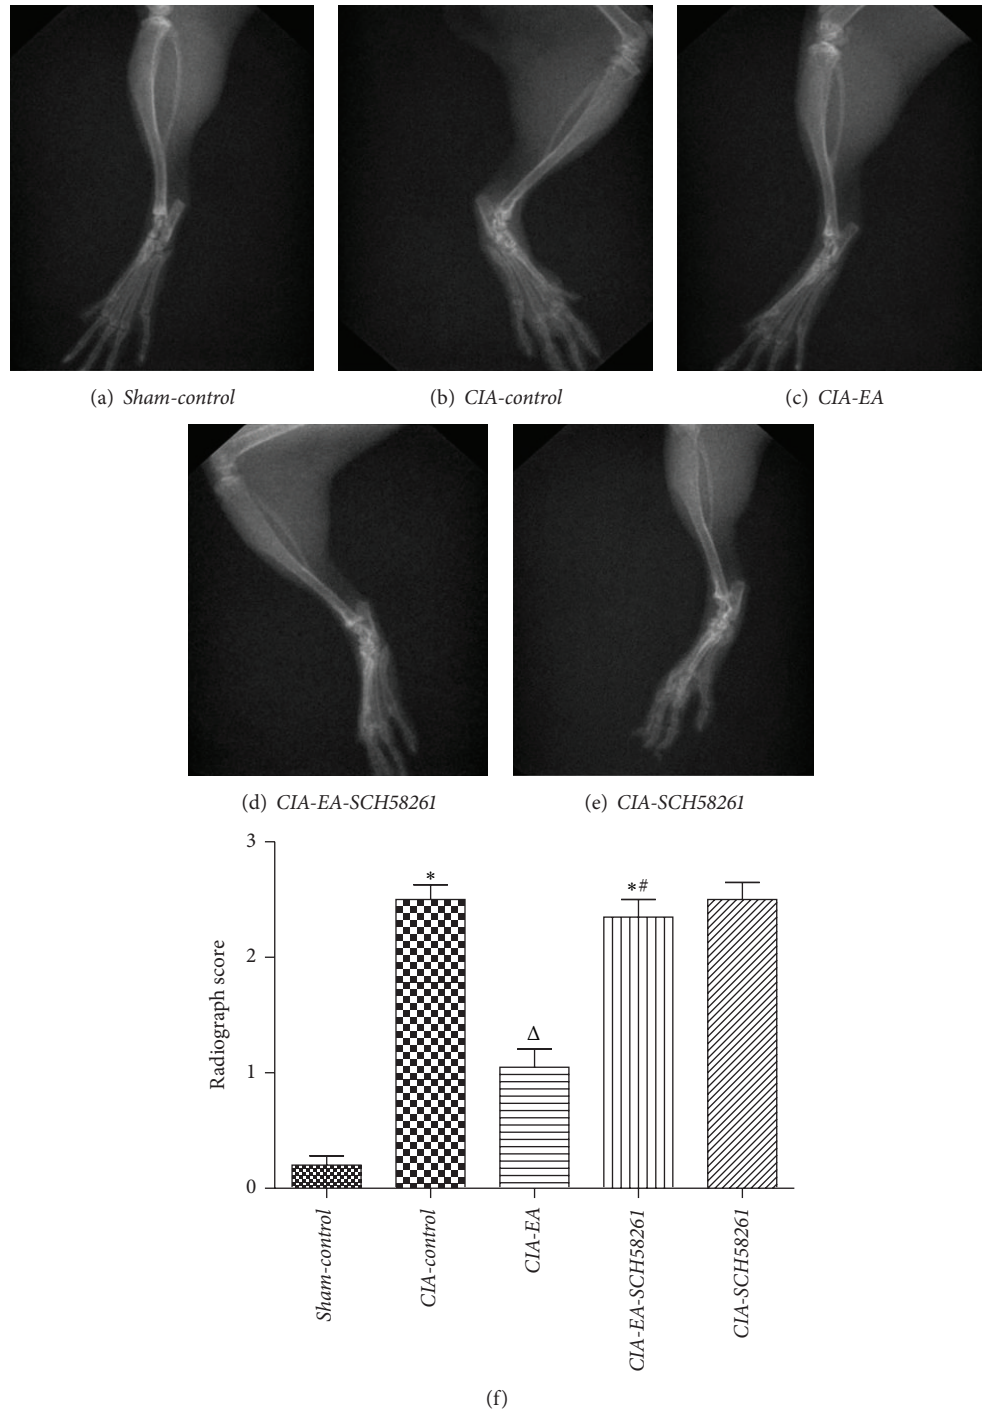 (a) Sham-control
(b) CIA-control
(c) CIA-EA
(d) CIA-EA-SCH58261
(e) CIA-SCH58261
3
2
1
0
Radiograph score
*
Δ
*#
Sham-control
CIA-control
CIA-EA
CIA-EA-SCH58261
CIA-SCH58261
(f)